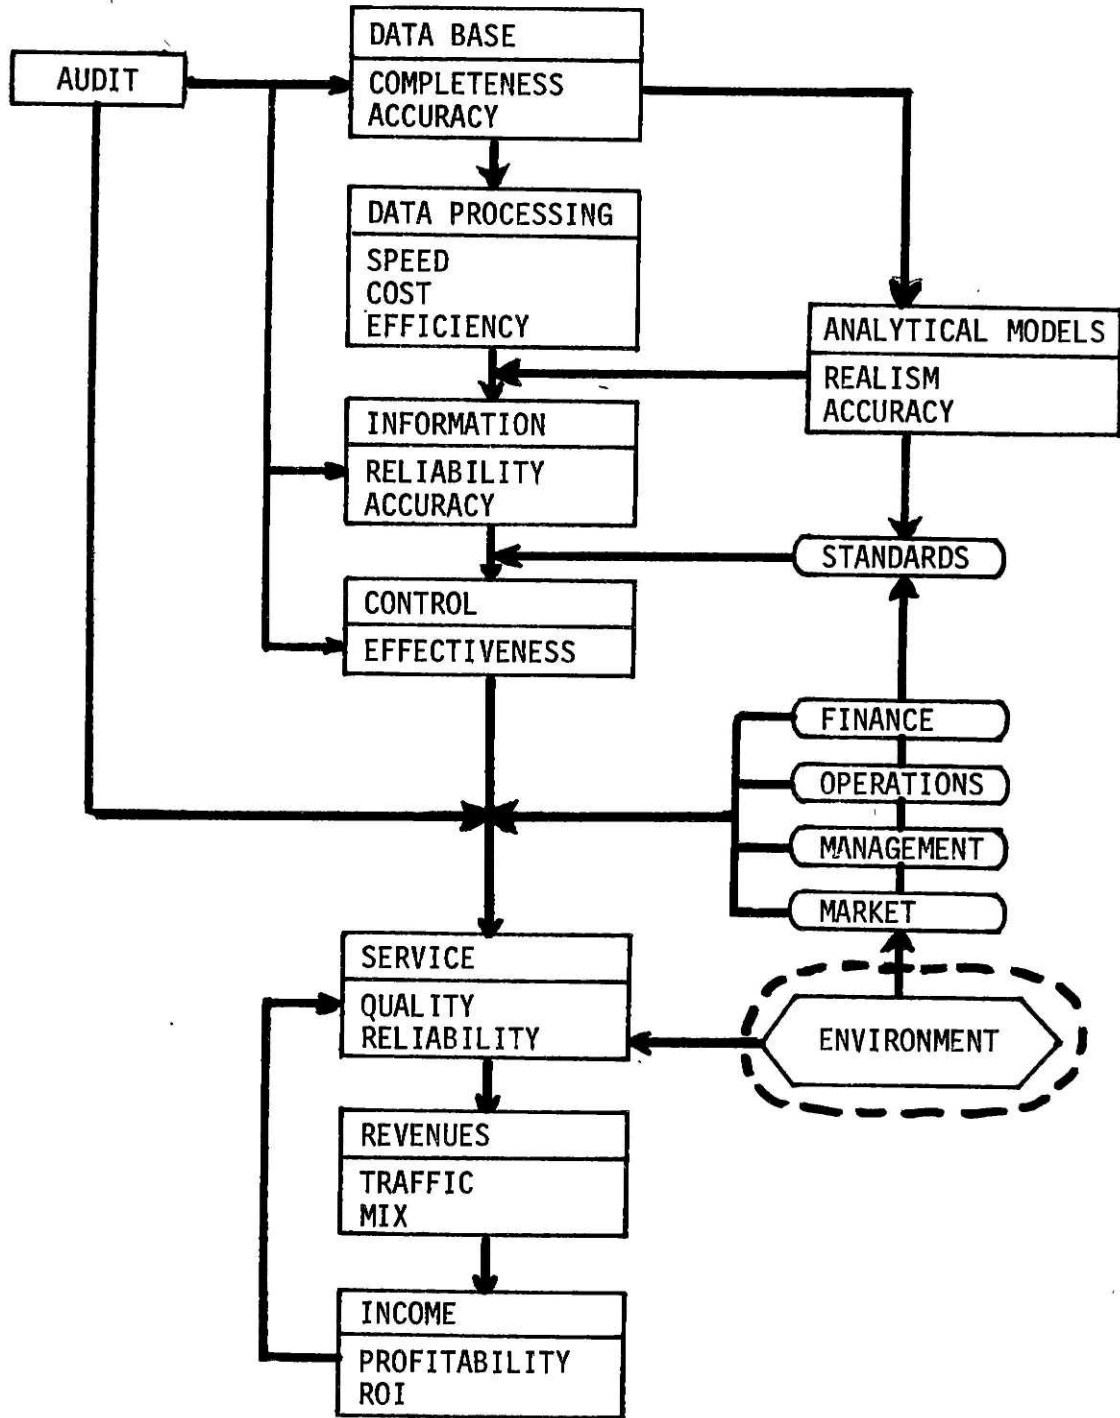 AUDIT
DATA BASE
COMPLETENESS
ACCURACY
DATA PROCESSING
SPEED
COST
EFFICIENCY
ANALYTICAL MODELS
REALISM
ACCURACY
INFORMATION
RELIABILITY
ACCURACY
STANDARDS
CONTROL
EFFECTIVENESS
FINANCE
OPERATIONS
MANAGEMENT
MARKET
SERVICE
QUALITY
RELIABILITY
ENVIRONMENT
REVENUES
TRAFFIC
MIX
INCOME
PROFITABILITY
ROI